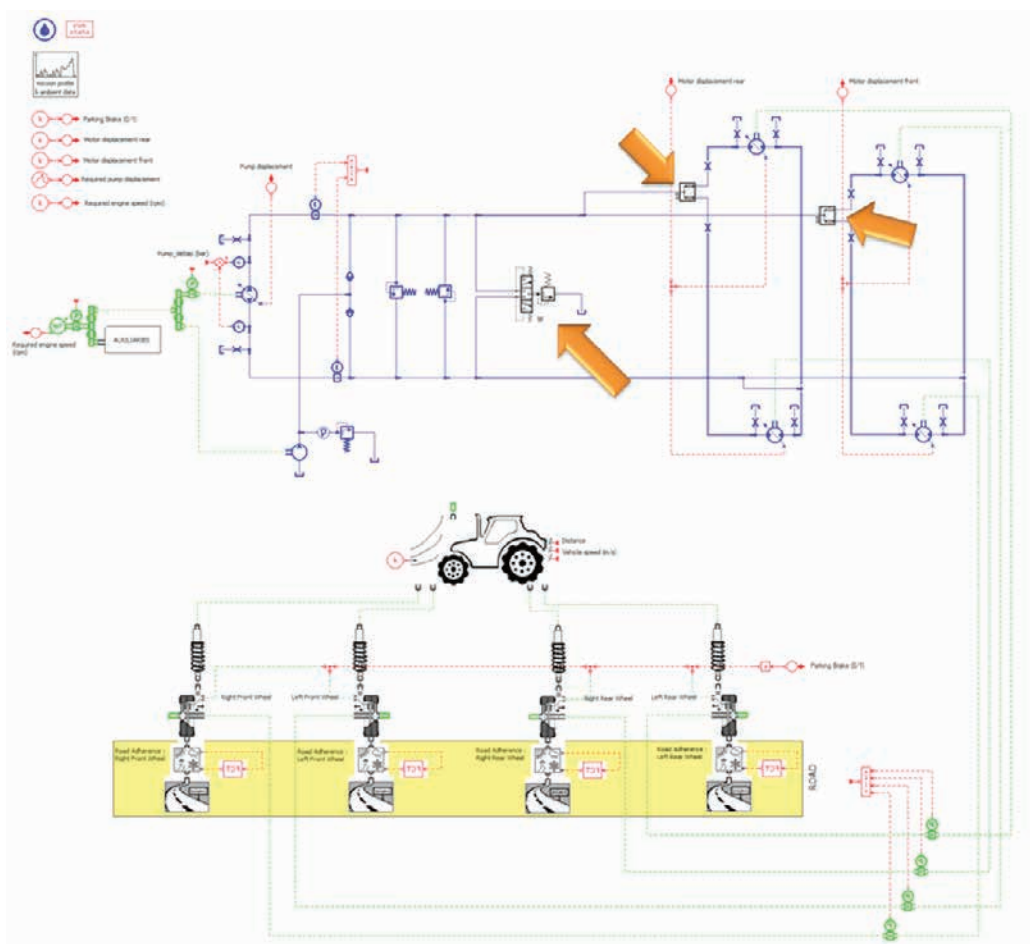 Parking Brake (0/1)
Motor displacement rear
Motor displacement front
Required pump displacement
Required engine speed (rpm)
Motor displacement rear
Motor displacement front
Pump displacement
AUXILIARIES
Required engine speed
(rpm)
Distance
Vehicle speed (m/s)
Parking Brake (0/1)
Right Front Wheel
Left Front Wheel
Right Rear Wheel
Left Rear Wheel
Road Adherence :
Right Front Wheel
Road Adherence :
Left Front Wheel
Road Adherence :
Right Rear Wheel
Road Adherence :
Left Rear Wheel
ROAD